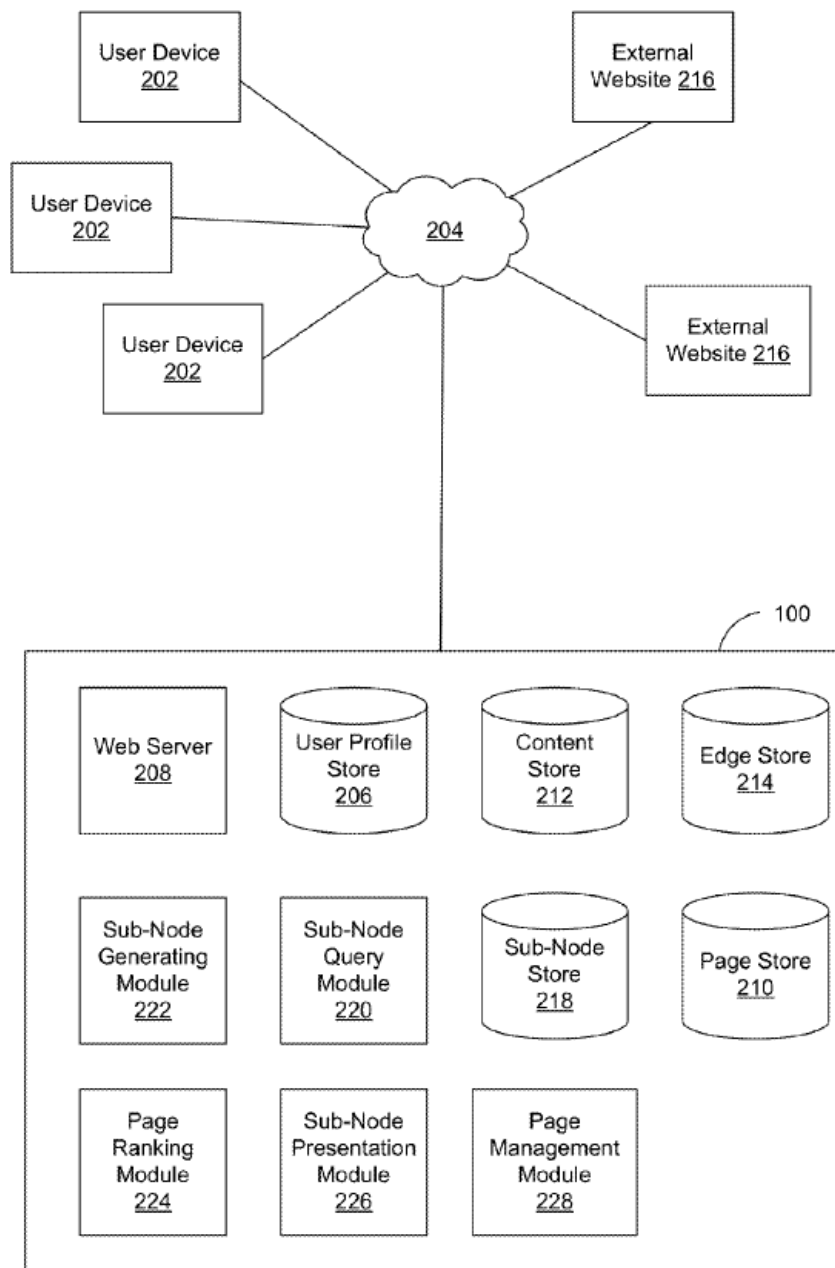 User Device
202
External
Website 216
User Device
202
204
User Device
202
External
Website 216
100
Web Server
208
User Profile
Store
206
Content
Store
212
Edge Store
214
Sub-Node
Generating
Module
222
Sub-Node
Query
Module
220
Sub-Node
Store
218
Page Store
210
Page
Ranking
Module
224
Sub-Node
Presentation
Module
226
Page
Management
Module
228